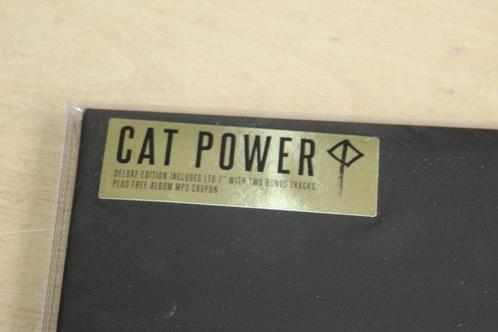 CAT POWER
DELUXE EDITION INCLUDES LTD 7" WITH TWO BONUS TRACKS
PLUS FREE ALBUM MP3 COUPON